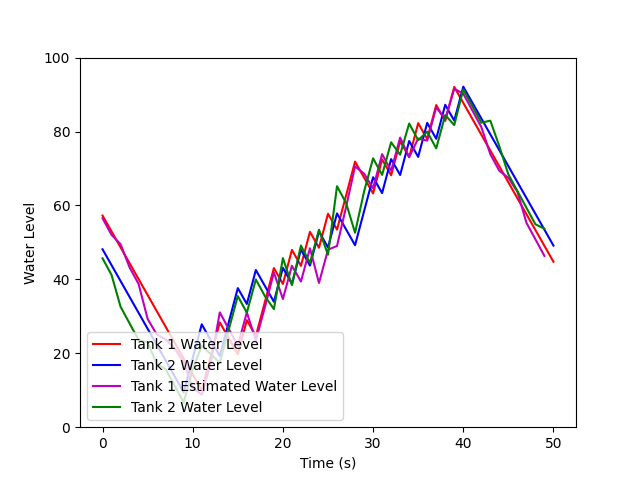 100
80
60
40
20
0
Water Level
Tank 1 Water Level
Tank 2 Water Level
Tank 1 Estimated Water Level
Tank 2 Water Level
0 10 20 30 40 50
Time (s)